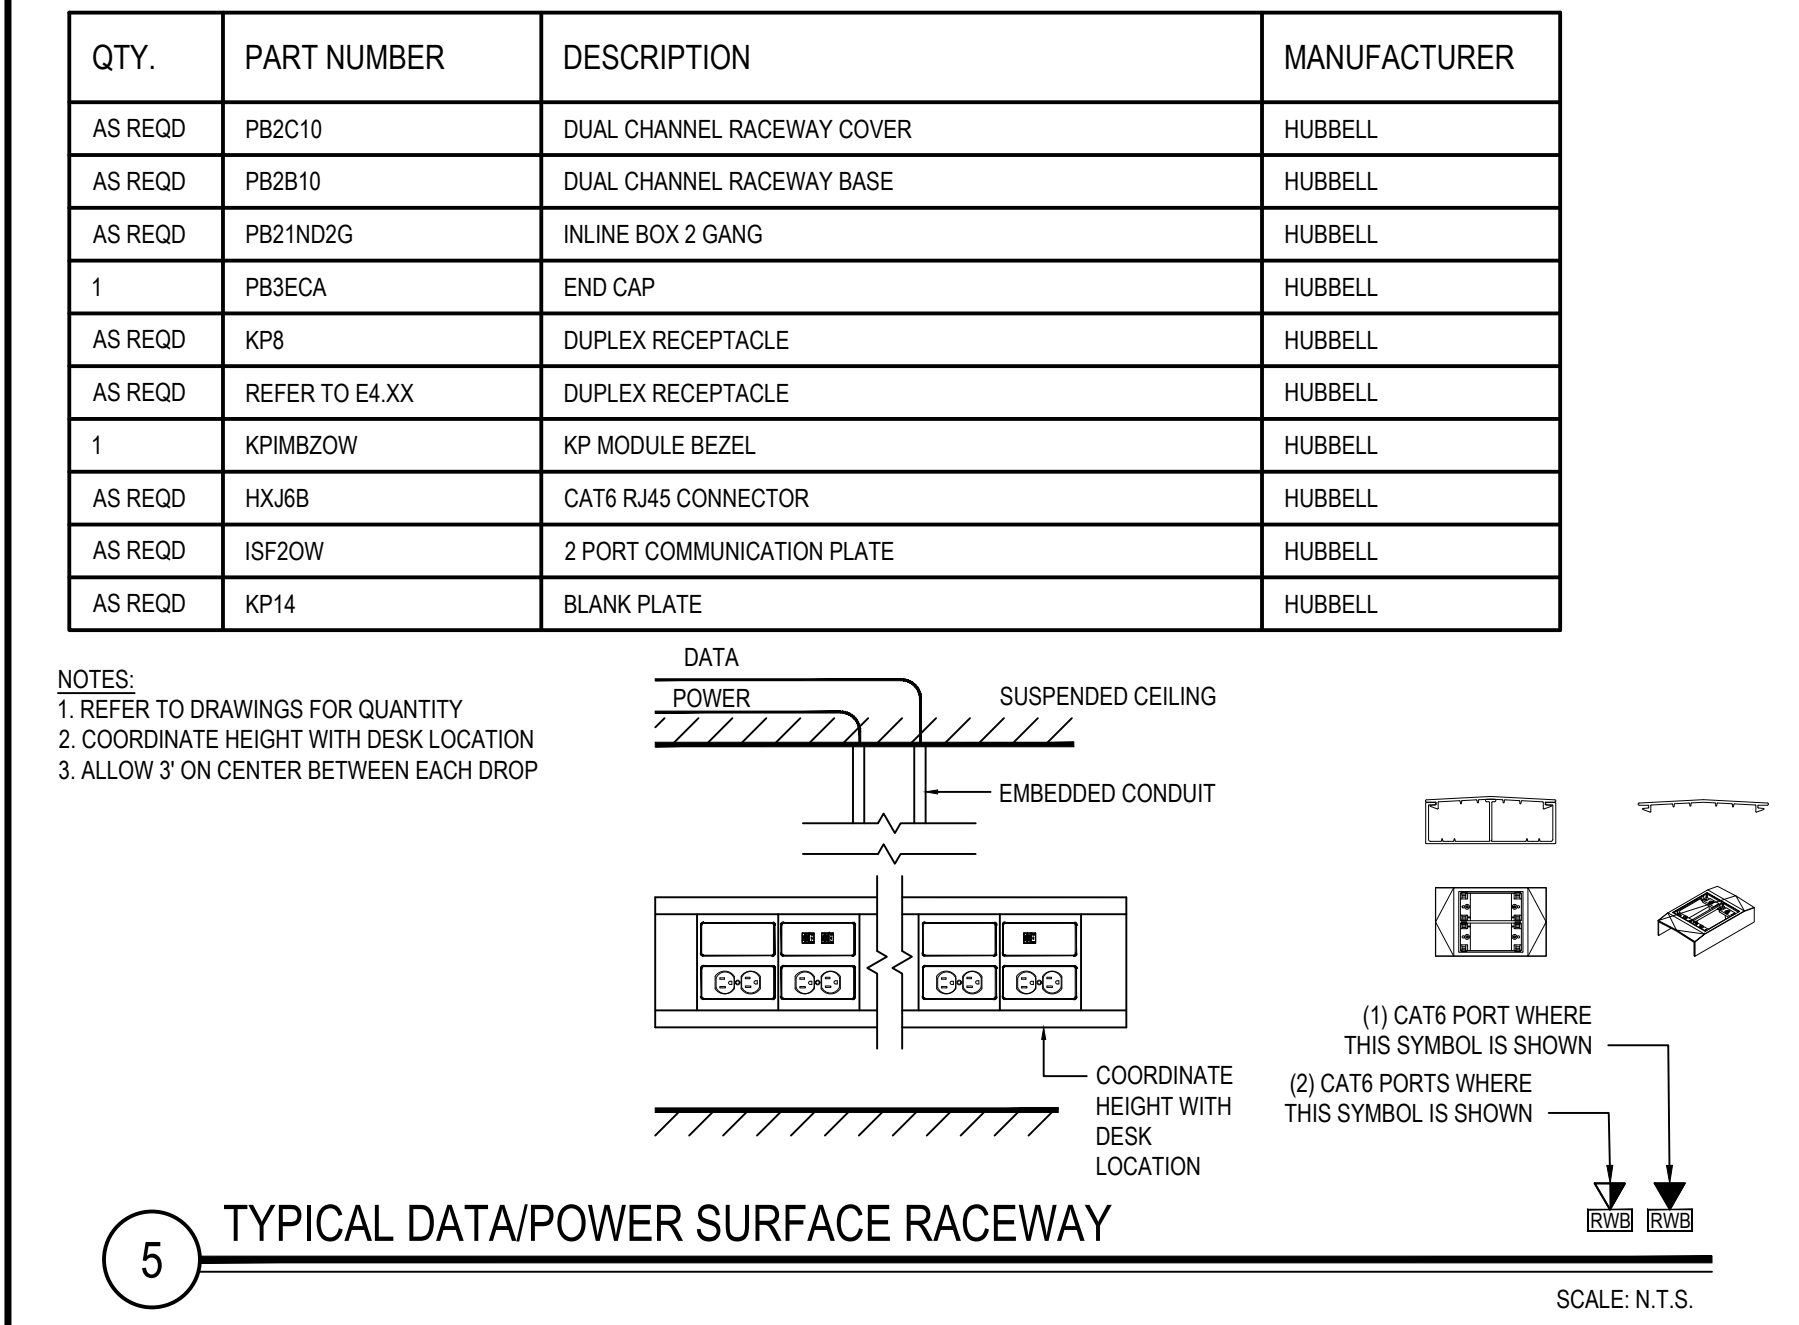 QTY. PART NUMBER DESCRIPTION MANUFACTURER
AS REQD PB2C10 DUAL CHANNEL RACEWAY COVER HUBBELL
AS REQD PB2B10 DUAL CHANNEL RACEWAY BASE HUBBELL
AS REQD PB21ND2G INLINE BOX 2 GANG HUBBELL
1 PB3ECA END CAP HUBBELL
AS REQD KP8 DUPLEX RECEPTACLE HUBBELL
AS REQD REFER TO E4.XX DUPLEX RECEPTACLE HUBBELL
1 KPIMBZOW KP MODULE BEZEL HUBBELL
AS REQD HXJ6B CAT6 RJ45 CONNECTOR HUBBELL
AS REQD ISF2OW 2 PORT COMMUNICATION PLATE HUBBELL
AS REQD KP14 BLANK PLATE HUBBELL
NOTES:
1. REFER TO DRAWINGS FOR QUANTITY
2. COORDINATE HEIGHT WITH DESK LOCATION
3. ALLOW 3' ON CENTER BETWEEN EACH DROP
DATA
POWER
SUSPENDED CEILING
EMBEDDED CONDUIT
COORDINATE
HEIGHT WITH
DESK
LOCATION
(1) CAT6 PORT WHERE
THIS SYMBOL IS SHOWN
(2) CAT6 PORTS WHERE
THIS SYMBOL IS SHOWN
RWB RWB
5 TYPICAL DATA/POWER SURFACE RACEWAY
SCALE: N.T.S.